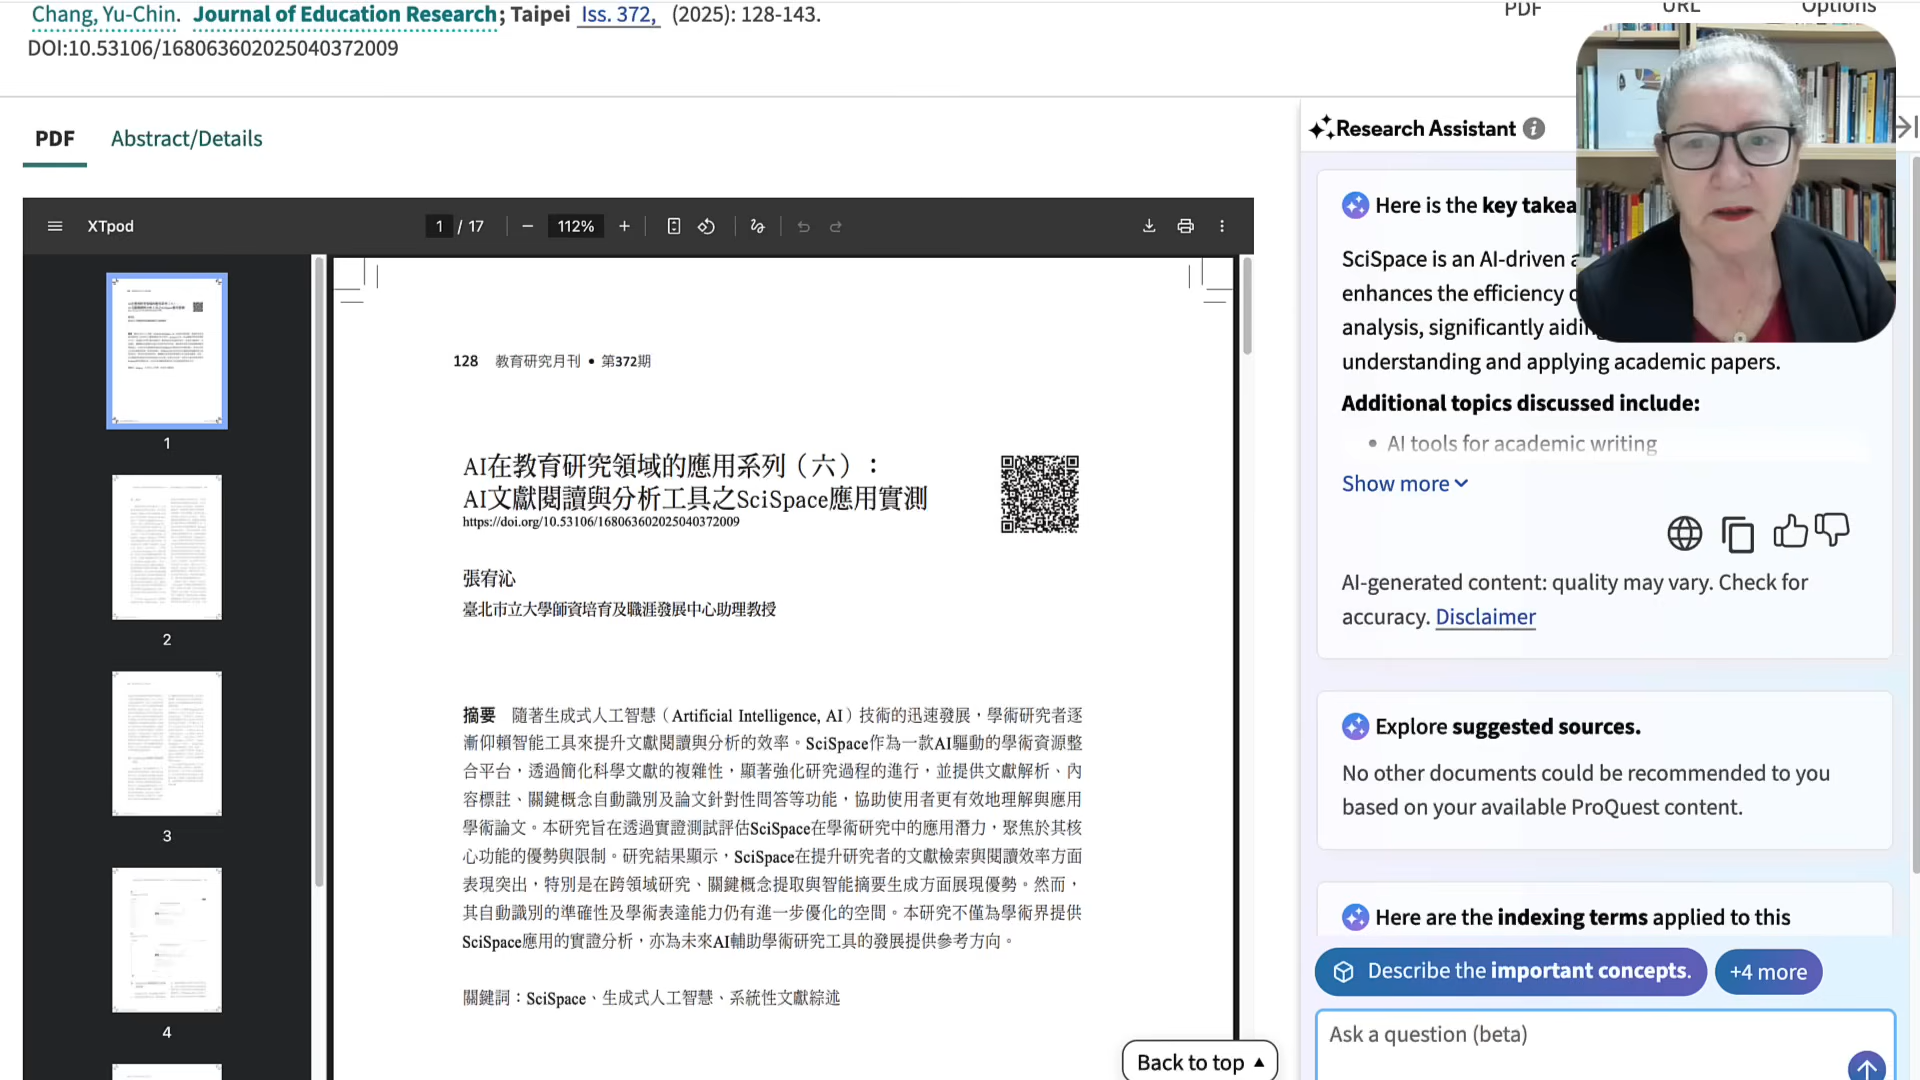 Chang, Yu-Chin. Journal of Education Research; Taipei Iss. 372, (2025): 128-143.
DOI:10.53106/168063602025040372009
PDF
URL
Options
PDF
Abstract/Details
XTpod
1 / 17
112%
1
2
3
4
128 教育研究月刊 • 第372期
AI在教育研究領域的應用系列（六）：
AI文獻閱讀與分析工具之SciSpace應用實測
https://doi.org/10.53106/168063602025040372009
張宥沁
臺北市立大學師資培育及職涯發展中心助理教授
摘要 隨著生成式人工智慧（Artificial Intelligence, AI）技術的迅速發展，學術研究者逐
漸仰賴智能工具來提升文獻閱讀與分析的效率。SciSpace作為一款AI驅動的學術資源整
合平台，透過簡化科學文獻的複雜性，顯著強化研究過程的進行，並提供文獻解析、內
容標註、關鍵概念自動識別及論文針對性問答等功能，協助使用者更有效地理解與應用
學術論文。本研究旨在透過實證測試評估SciSpace在學術研究中的應用潛力，聚焦於其核
心功能的優勢與限制。研究結果顯示，SciSpace在提升研究者的文獻檢索與閱讀效率方面
表現突出，特別是在跨領域研究、關鍵概念提取與智能摘要生成方面展現優勢。然而，
其自動識別的準確性及學術表達能力仍有進一步優化的空間。本研究不僅為學術界提供
SciSpace應用的實證分析，亦為未來AI輔助學術研究工具的發展提供參考方向。
關鍵詞：SciSpace、生成式人工智慧、系統性文獻綜述
Back to top
Research Assistant
Here is the key takea
SciSpace is an AI-driven a
enhances the efficiency o
analysis, significantly aidin
understanding and applying academic papers.
Additional topics discussed include:
• AI tools for academic writing
Show more
AI-generated content: quality may vary. Check for
accuracy. Disclaimer
Explore suggested sources.
No other documents could be recommended to you
based on your available ProQuest content.
Here are the indexing terms applied to this
Describe the important concepts.
+4 more
Ask a question (beta)